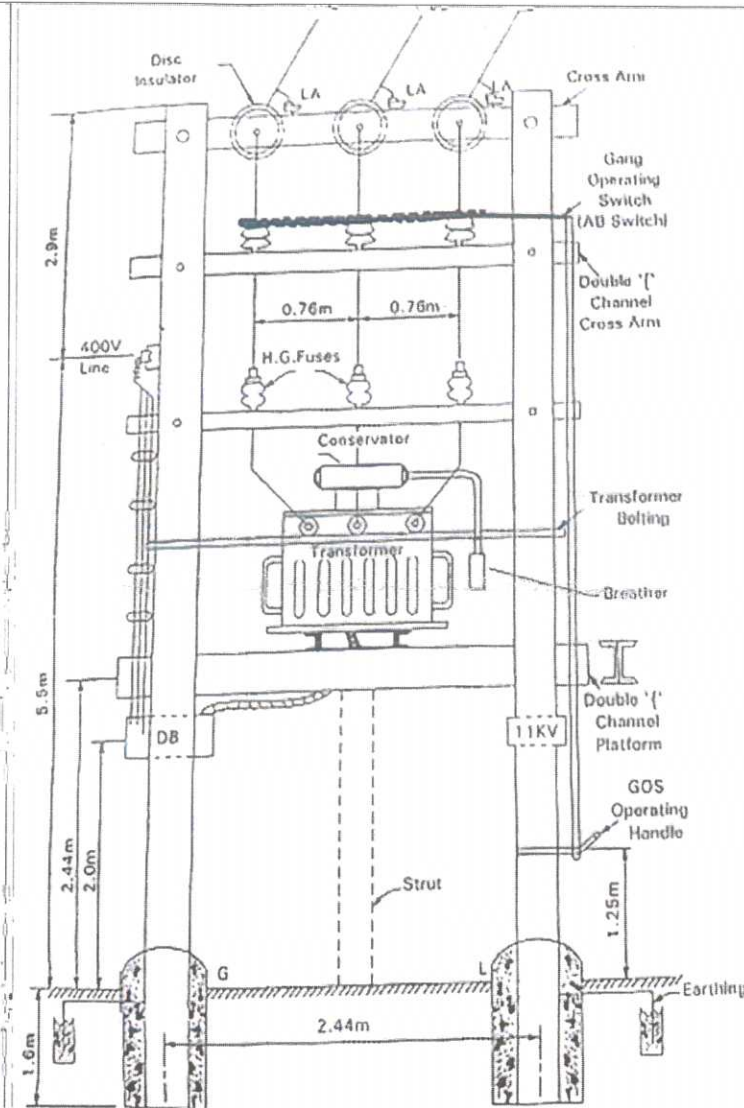 Disc
Insulator
LA
LA
LA
Cross Arm
Gang
Operating
Switch
(AB Switch)
2.9m
Double '['
Channel
Cross Arm
0.76m
0.76m
400V
Line
H.G.Fuses
Conservator
Transformer
Bolting
Transformer
Breather
5.5m
Double '['
Channel
Platform
DB
11KV
GOS
Operating
Handle
2.44m
2.0m
Strut
1.25m
G
L
Earthing
2.44m
1.6m